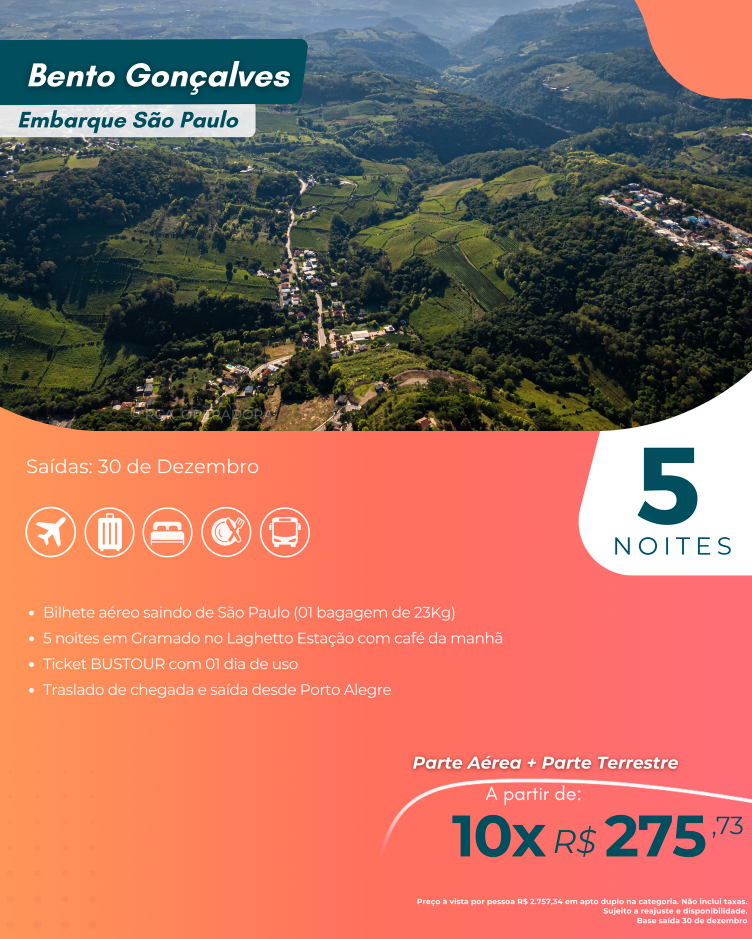 Bento Gonçalves
Embarque São Paulo
Saídas: 30 de Dezembro
5
NOITES
• Bilhete aéreo saindo de São Paulo (01 bagagem de 23Kg)
• 5 noites em Gramado no Laghetto Estação com café da manhã
• Ticket BUSTOUR com 01 dia de uso
• Traslado de chegada e saída desde Porto Alegre
Parte Aérea + Parte Terrestre
A partir de:
10x R$ 275,73
Preço à vista por pessoa R$ 2.757,34 em apto duplo na categoria. Não inclui taxas.
Sujeito a reajuste e disponibilidade.
Base saída 30 de dezembro